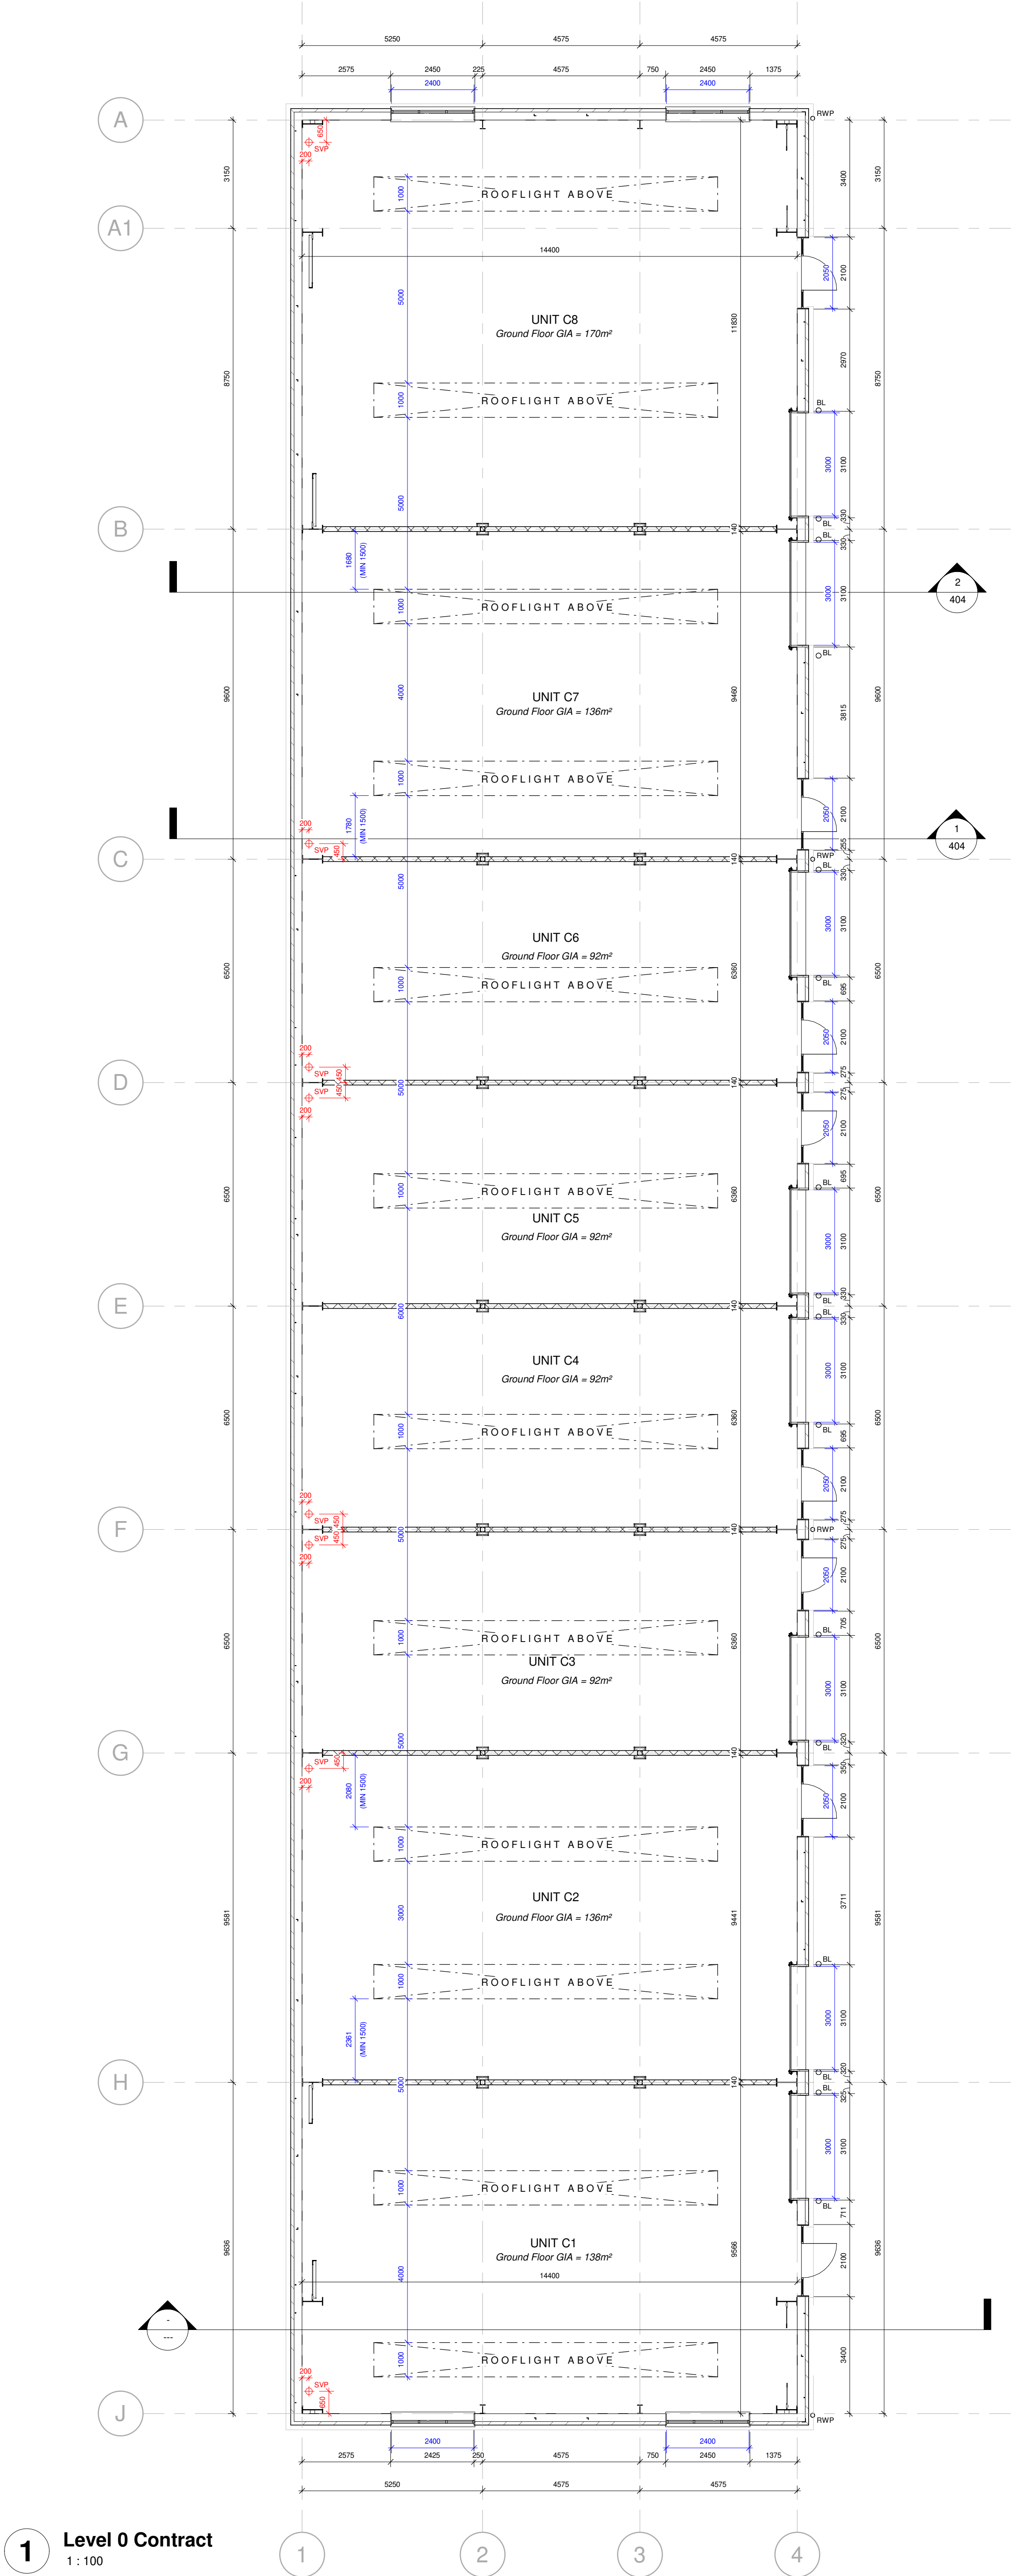 5250 4575 4575
2575 2450 225 4575 750 2450 1375
2400 2400
A
RWP
650
SVP
200
3150 3400 3150
1000 ROOFLIGHT ABOVE
A1
14400
5000 2050 2100
UNIT C8
Ground Floor GIA = 170m²
11830
8750 2970 8750
1000 ROOFLIGHT ABOVE
BL
3000 3100
5000
330
B
140
BL
BL
330
1680
(MIN 1500)
2
404
1000 ROOFLIGHT ABOVE
3000 3100
BL
9600 4000 9460 9600
UNIT C7
Ground Floor GIA = 136m²
3815
1000 ROOFLIGHT ABOVE
1780
(MIN 1500)
2050 2100
200
SVP
450
1
404
255
C
140
RWP
BL
330
5000
3000 3100
UNIT C6
Ground Floor GIA = 92m²
6500 6360 6500
1000 ROOFLIGHT ABOVE
BL
695
2050 2100
200
SVP
450
275
D
5000
140
450
SVP
275
200
2050 2100
695
BL
6500 1000 ROOFLIGHT ABOVE 6360 6500
UNIT C5
Ground Floor GIA = 92m²
3000 3100
330
E
6000
140
BL
BL
330
3000 3100
UNIT C4
Ground Floor GIA = 92m²
6500 6360 6500
1000 ROOFLIGHT ABOVE
BL
695
2050 2100
200
SVP
450
275
F
5000
140
RWP
450
SVP
275
200
2050 2100
705
BL
6500 1000 ROOFLIGHT ABOVE 6360 6500
UNIT C3
Ground Floor GIA = 92m²
3000 3100
5000
320
G
140
BL
450
SVP
350
200
2080
(MIN 1500)
2050 2100
1000 ROOFLIGHT ABOVE
UNIT C2
Ground Floor GIA = 136m²
9581 3000 9441 3711 9581
BL
1000 ROOFLIGHT ABOVE
3000 3100
2361
(MIN 1500)
320
H
5000
140
BL
BL
325
3000 3100
1000 ROOFLIGHT ABOVE
BL
711
UNIT C1
Ground Floor GIA = 138m²
9636 9566 9636
2100
4000
14400
-
---
3400
1000 ROOFLIGHT ABOVE
200
SVP
650
J
RWP
2400 2400
2575 2425 250 4575 750 2450 1375
5250 4575 4575
1 Level 0 Contract
1 : 100
1 2 3 4